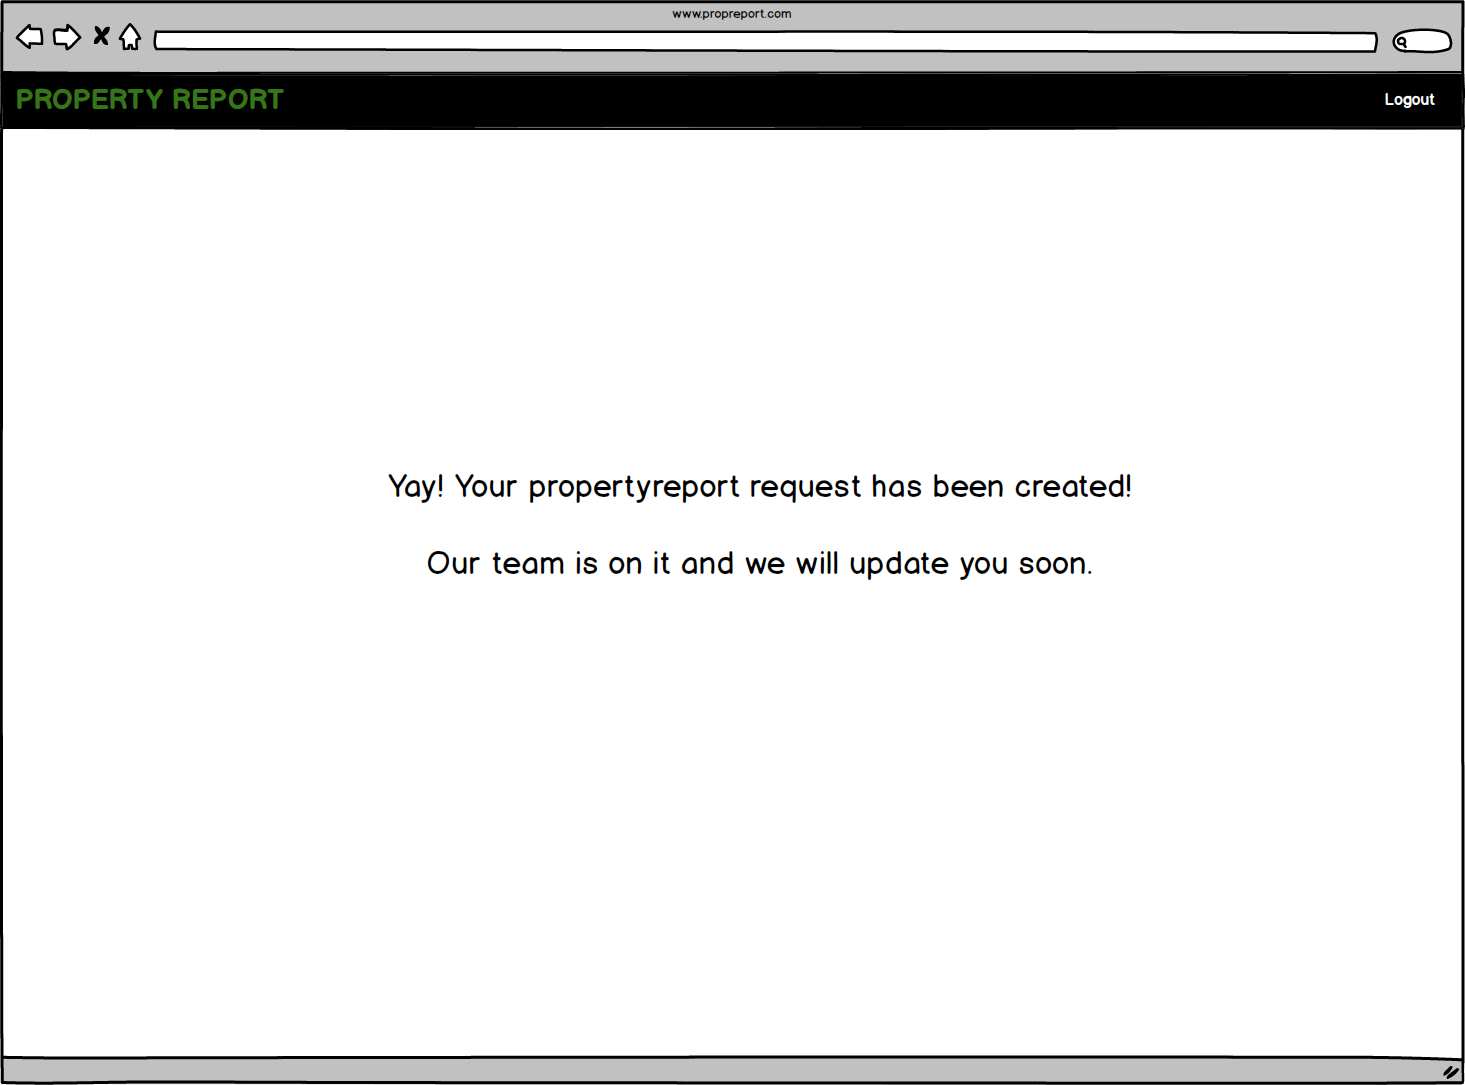 www.propreport.com
PROPERTY REPORT
Logout
Yay! Your propertyreport request has been created!
Our team is on it and we will update you soon.